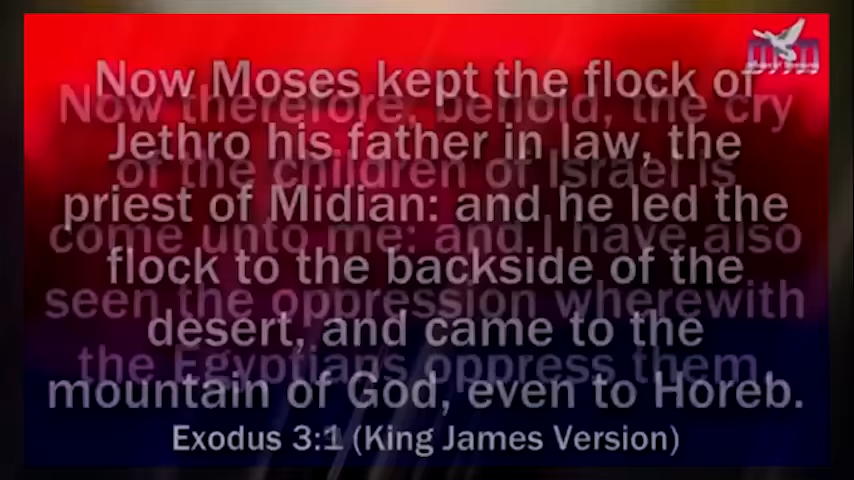 Now Moses kept the flock of
Jethro his father in law, the
priest of Midian: and he led the
flock to the backside of the
desert, and came to the
mountain of God, even to Horeb.
Exodus 3:1 (King James Version)
Now therefore, behold, the cry
of the children of Israel is
come unto me: and I have also
seen the oppression wherewith
the Egyptians oppress them.